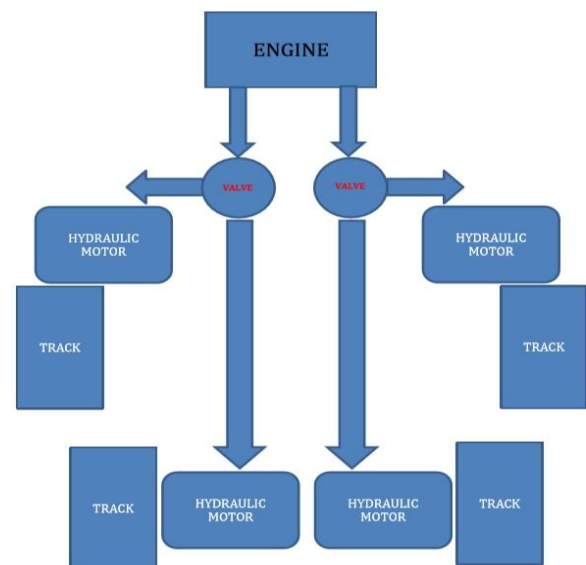 ENGINE
VALVE
VALVE
HYDRAULIC
MOTOR
HYDRAULIC
MOTOR
TRACK
TRACK
TRACK
HYDRAULIC
MOTOR
HYDRAULIC
MOTOR
TRACK